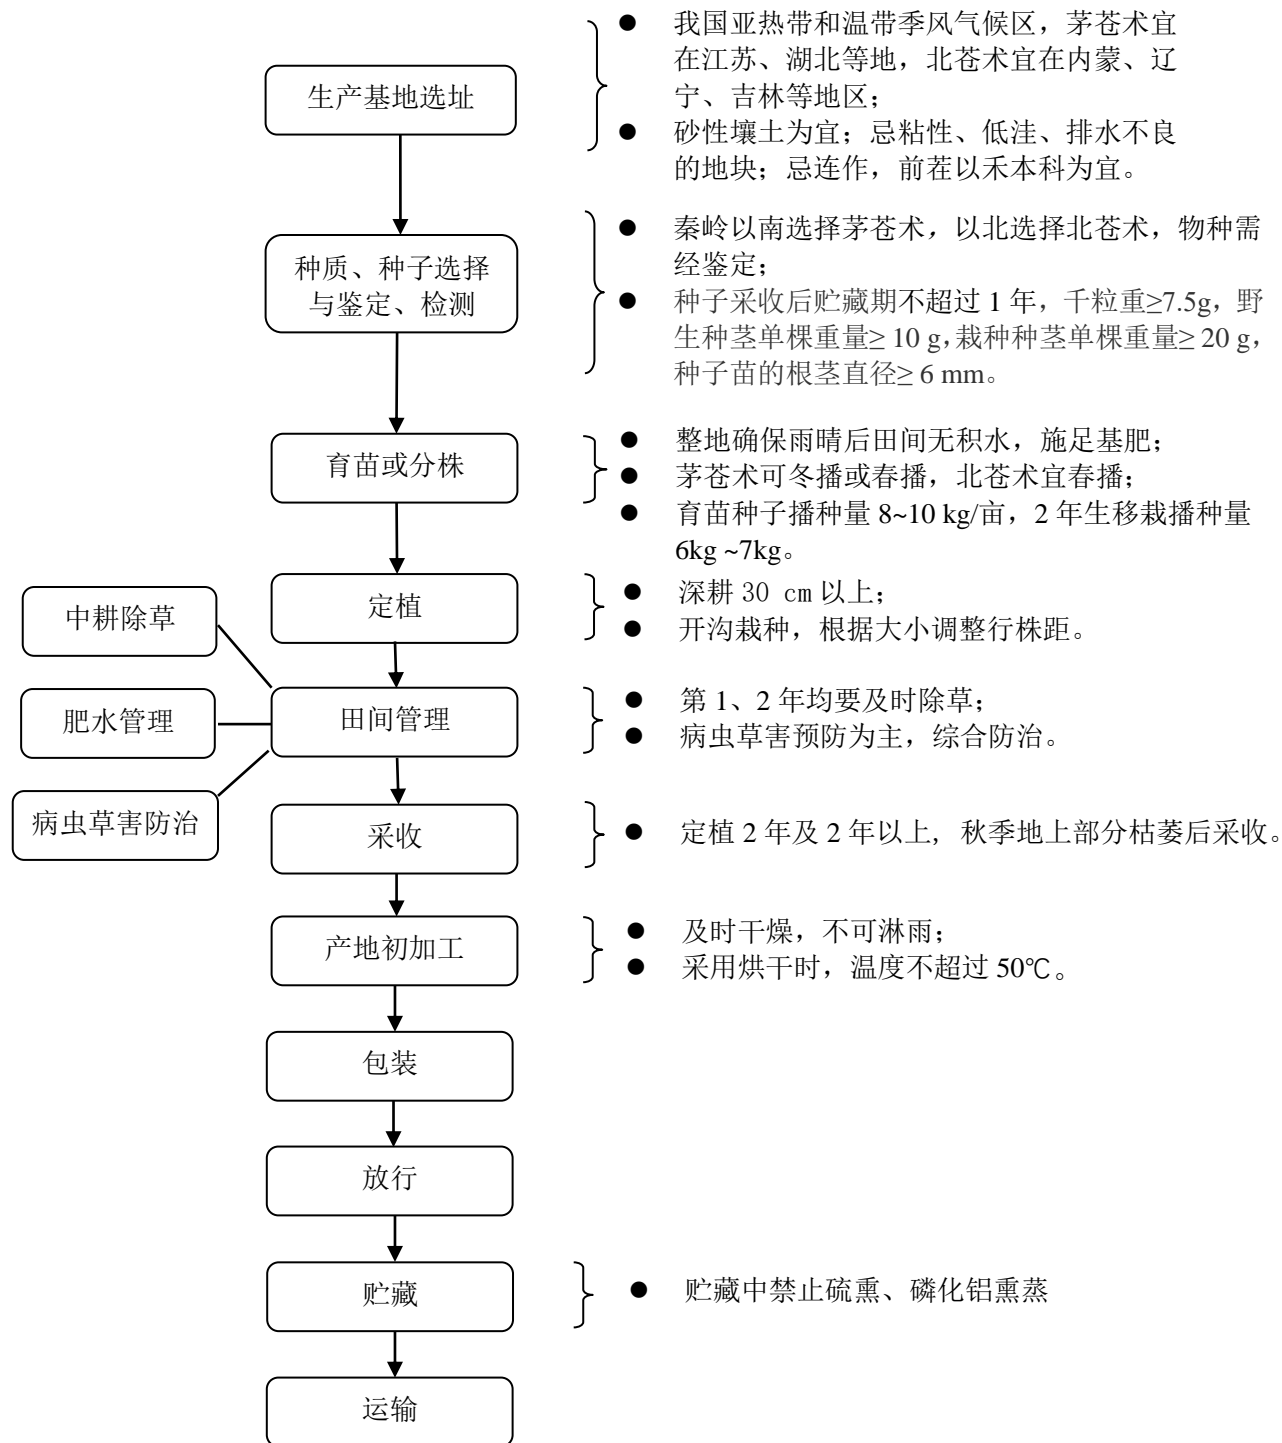 生产基地选址
● 我国亚热带和温带季风气候区，茅苍术宜
在江苏、湖北等地，北苍术宜在内蒙、辽
宁、吉林等地区；
● 砂性壤土为宜；忌粘性、低洼、排水不良
的地块；忌连作，前茬以禾本科为宜。
种质、种子选择
与鉴定、检测
● 秦岭以南选择茅苍术，以北选择北苍术，物种需
经鉴定；
● 种子采收后贮藏期不超过 1 年，千粒重≥7.5g，野
生种茎单棵重量≥ 10 g，栽种种茎单棵重量≥ 20 g，
种子苗的根茎直径≥ 6 mm。
育苗或分株
● 整地确保雨晴后田间无积水，施足基肥；
● 茅苍术可冬播或春播，北苍术宜春播；
● 育苗种子播种量 8~10 kg/亩，2 年生移栽播种量
6kg ~7kg。
定植
● 深耕 30 cm 以上；
● 开沟栽种，根据大小调整行株距。
中耕除草
肥水管理
病虫草害防治
田间管理
● 第 1、2 年均要及时除草；
● 病虫草害预防为主，综合防治。
采收
● 定植 2 年及 2 年以上, 秋季地上部分枯萎后采收。
产地初加工
● 及时干燥，不可淋雨；
● 采用烘干时，温度不超过 50℃。
包装
放行
贮藏
● 贮藏中禁止硫熏、磷化铝熏蒸
运输